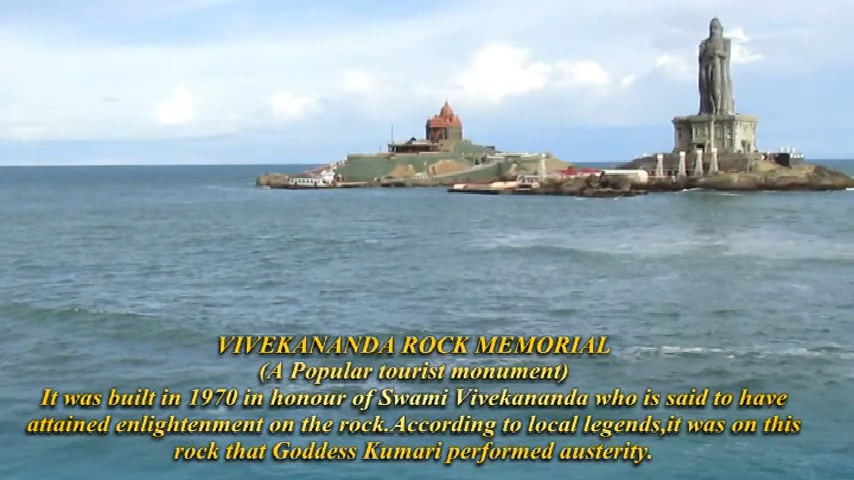 VIVEKANANDA ROCK MEMORIAL
(A Popular tourist monument)
It was built in 1970 in honour of Swami Vivekananda who is said to have
attained enlightenment on the rock.According to local legends,it was on this
rock that Goddess Kumari performed austerity.